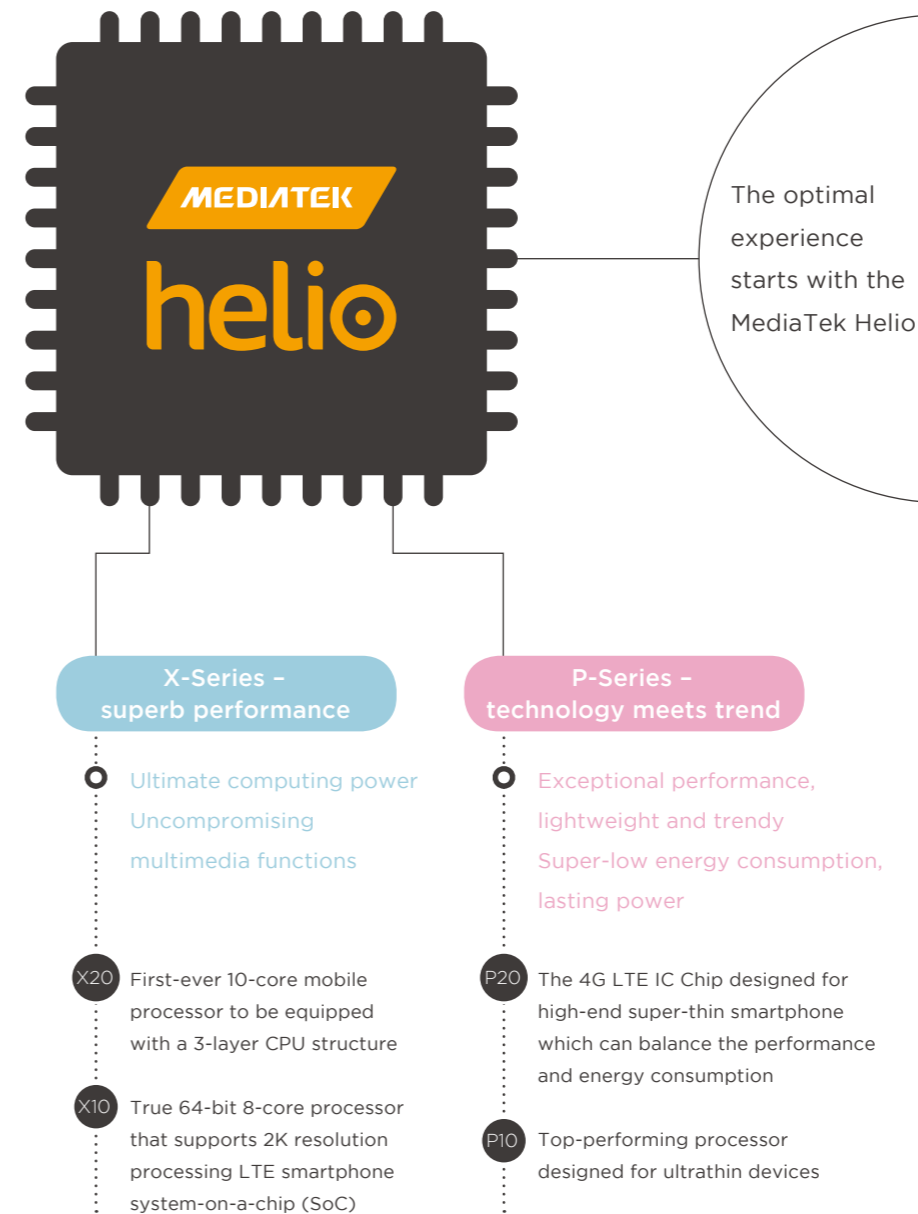 MEDIATEK
helio
The optimal
experience
starts with the
MediaTek Helio
X-Series –
superb performance
Ultimate computing power
Uncompromising
multimedia functions
X20
First-ever 10-core mobile
processor to be equipped
with a 3-layer CPU structure
X10
True 64-bit 8-core processor
that supports 2K resolution
processing LTE smartphone
system-on-a-chip (SoC)
P-Series –
technology meets trend
Exceptional performance,
lightweight and trendy
Super-low energy consumption,
lasting power
P20
The 4G LTE IC Chip designed for
high-end super-thin smartphone
which can balance the performance
and energy consumption
P10
Top-performing processor
designed for ultrathin devices